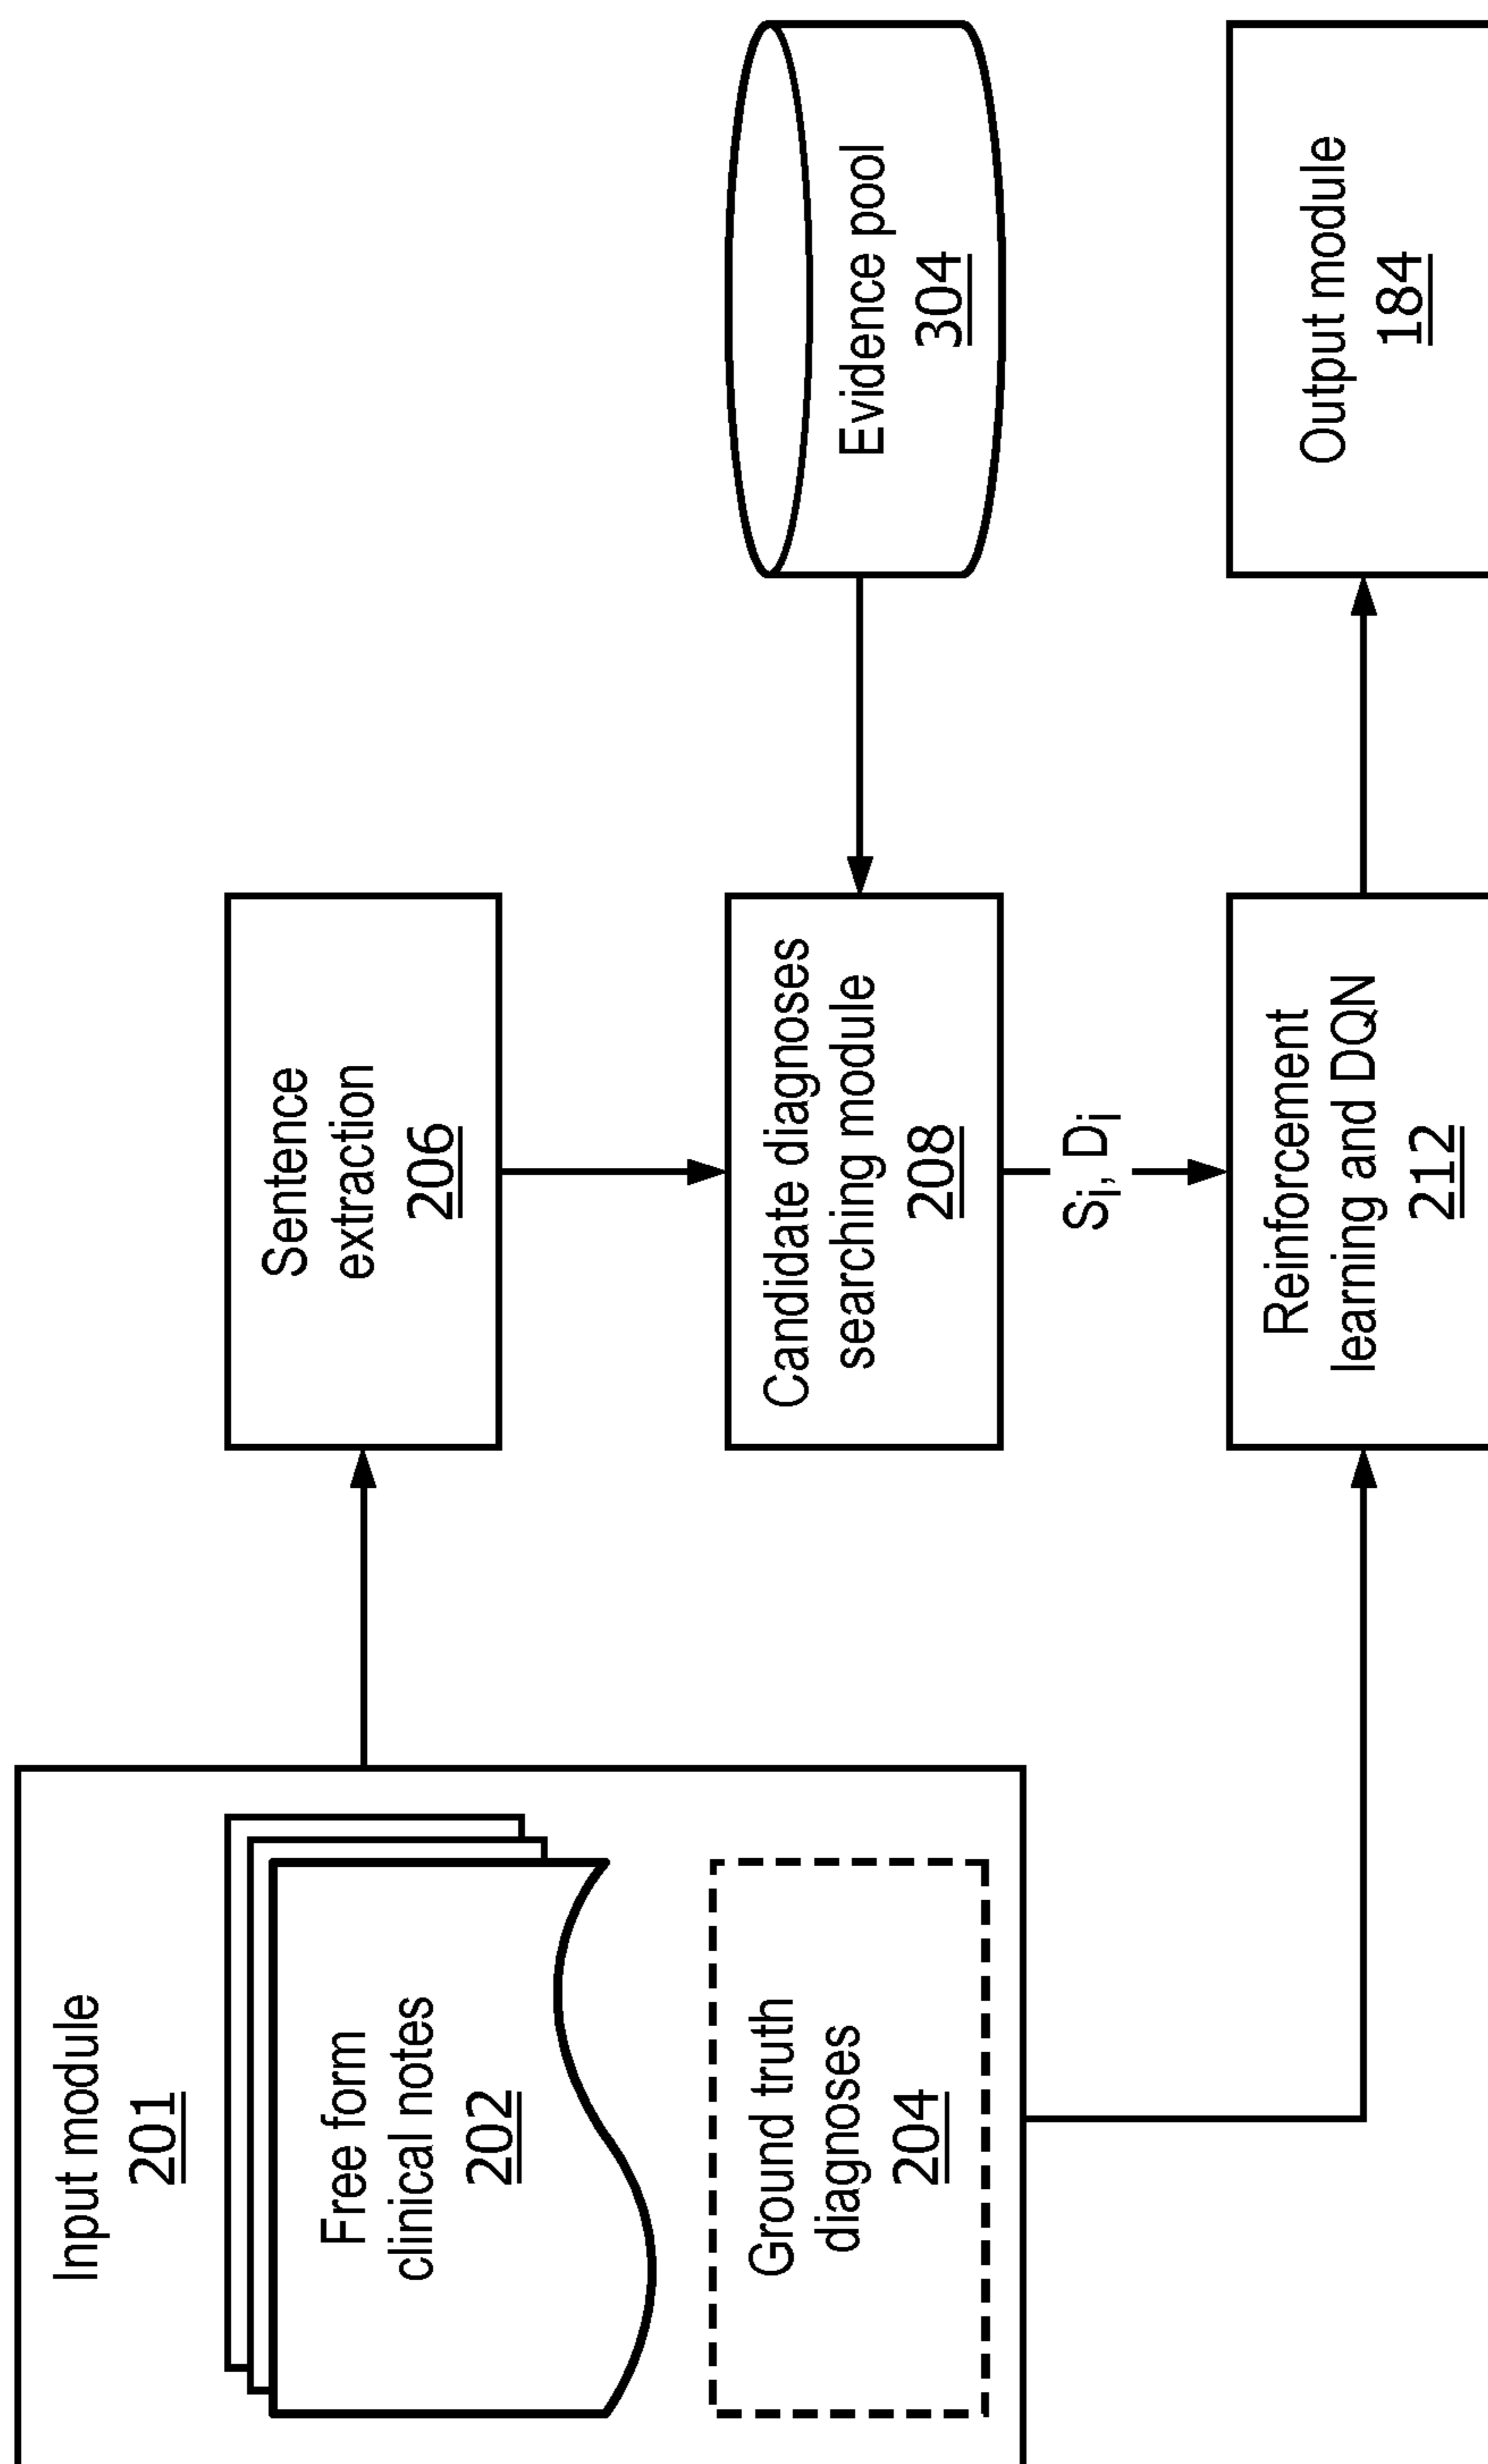 Input module
201
Free form
clinical notes
202
Ground truth
diagnoses
204
Sentence
extraction
206
Candidate diagnoses
searching module
208
Evidence pool
304
Si, Di
Reinforcement
learning and DQN
212
Output module
184